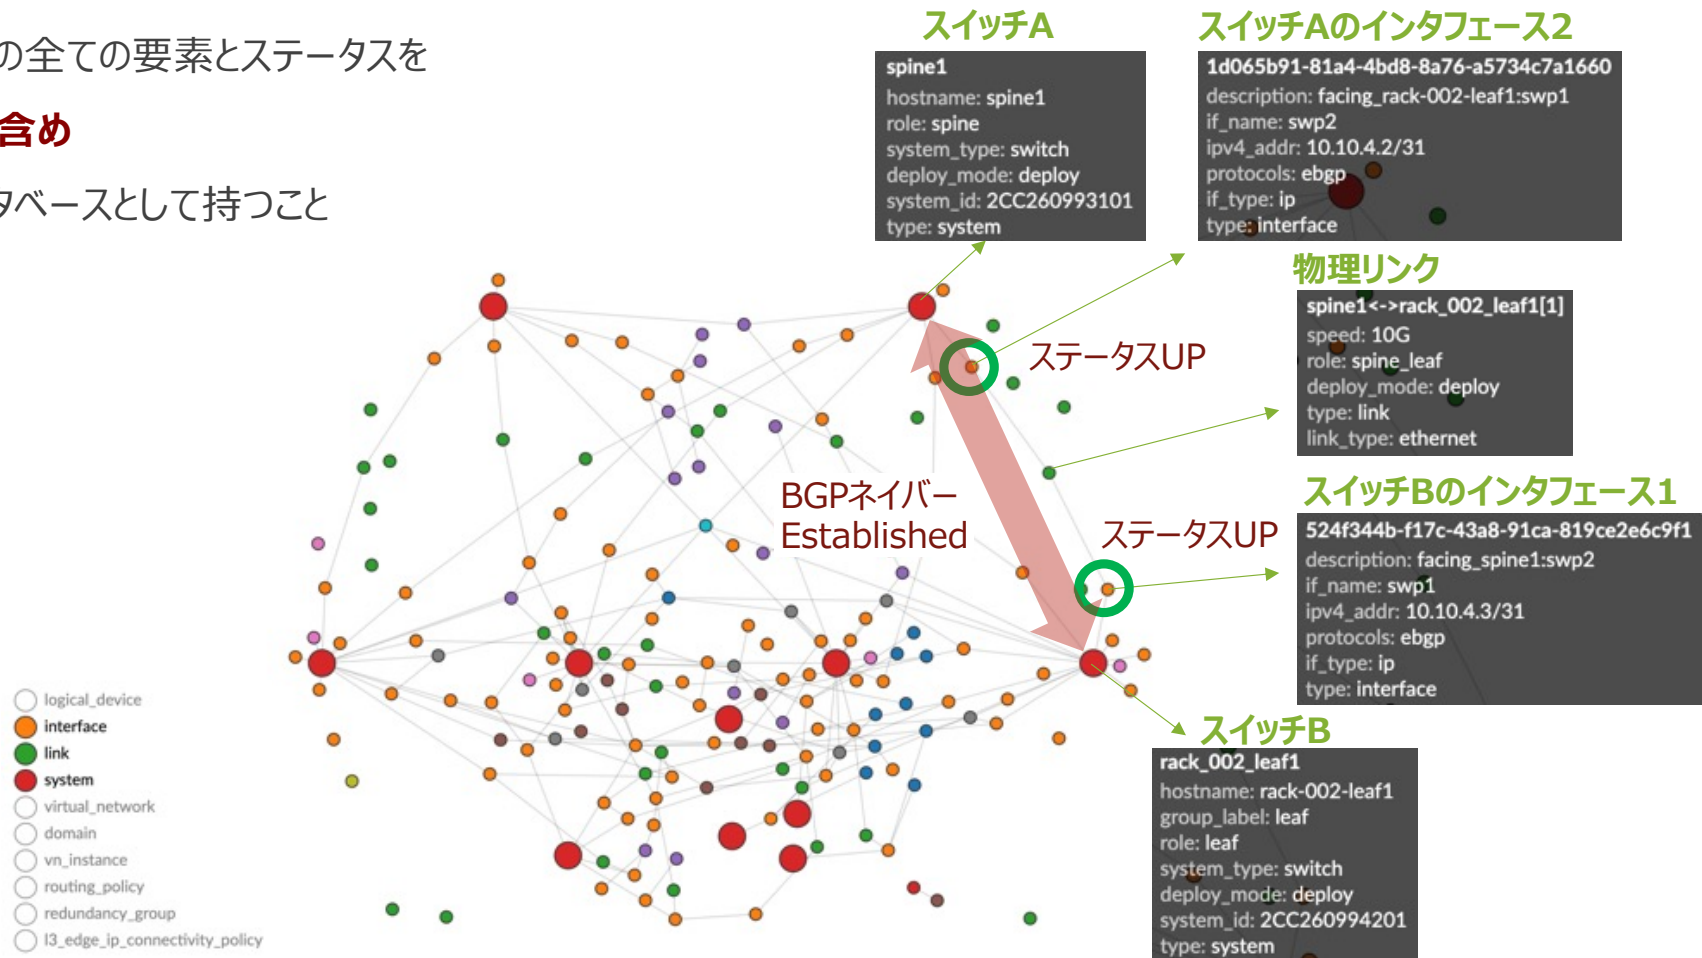 の全ての要素とステータスを
含め
タベースとして持つこと
スイッチA
spine1
hostname: spine1
role: spine
system_type: switch
deploy_mode: deploy
system_id: 2CC260993101
type: system
スイッチAのインタフェース2
1d065b91-81a4-4bd8-8a76-a5734c7a1660
description: facing_rack-002-leaf1:swp1
if_name: swp2
ipv4_addr: 10.10.4.2/31
protocols: ebgp
if_type: ip
type: interface
物理リンク
spine1<->rack_002_leaf1[1]
speed: 10G
role: spine_leaf
deploy_mode: deploy
type: link
link_type: ethernet
ステータスUP
BGPネイバー
Established
ステータスUP
スイッチBのインタフェース1
524f344b-f17c-43a8-91ca-819ce2e6c9f1
description: facing_spine1:swp2
if_name: swp1
ipv4_addr: 10.10.4.3/31
protocols: ebgp
if_type: ip
type: interface
スイッチB
rack_002_leaf1
hostname: rack-002-leaf1
group_label: leaf
role: leaf
system_type: switch
deploy_mode: deploy
system_id: 2CC260994201
type: system
logical_device
interface
link
system
virtual_network
domain
vn_instance
routing_policy
redundancy_group
l3_edge_ip_connectivity_policy